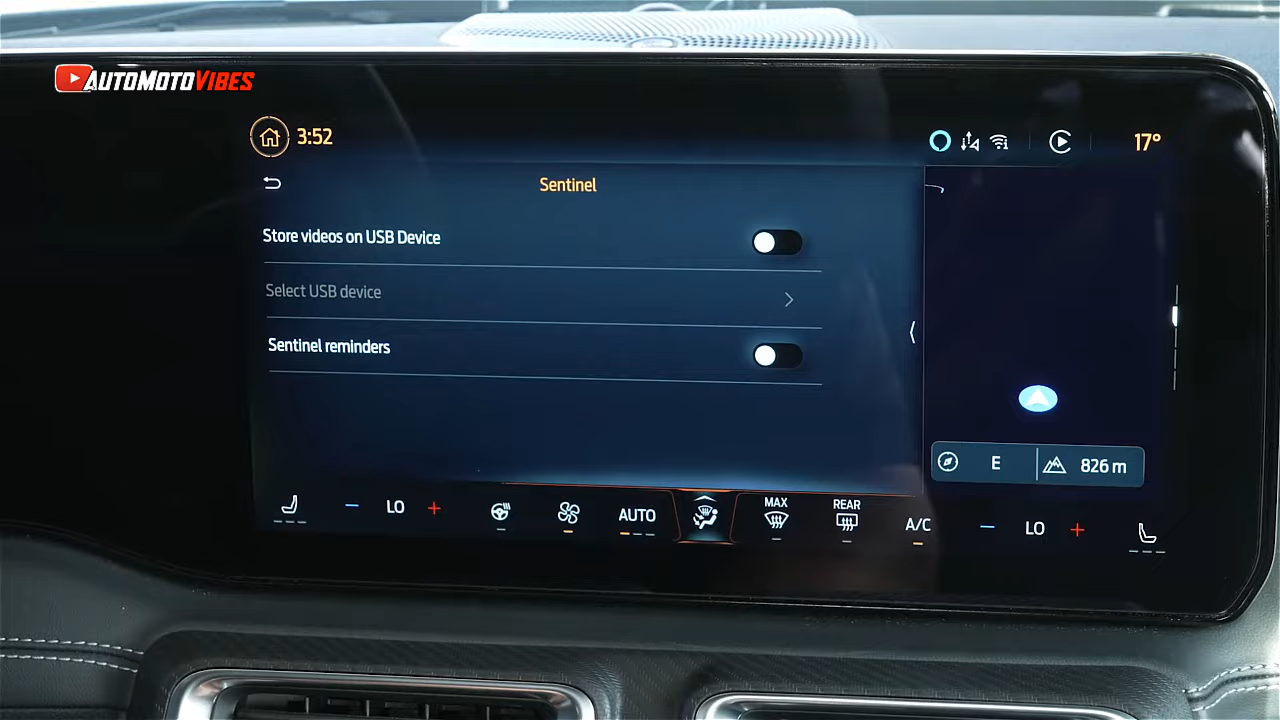 AUTOMOTOVIBES
3:52
17°
Sentinel
Store videos on USB Device
Select USB device
Sentinel reminders
E
826 m
LO
AUTO
MAX
REAR
A/C
LO